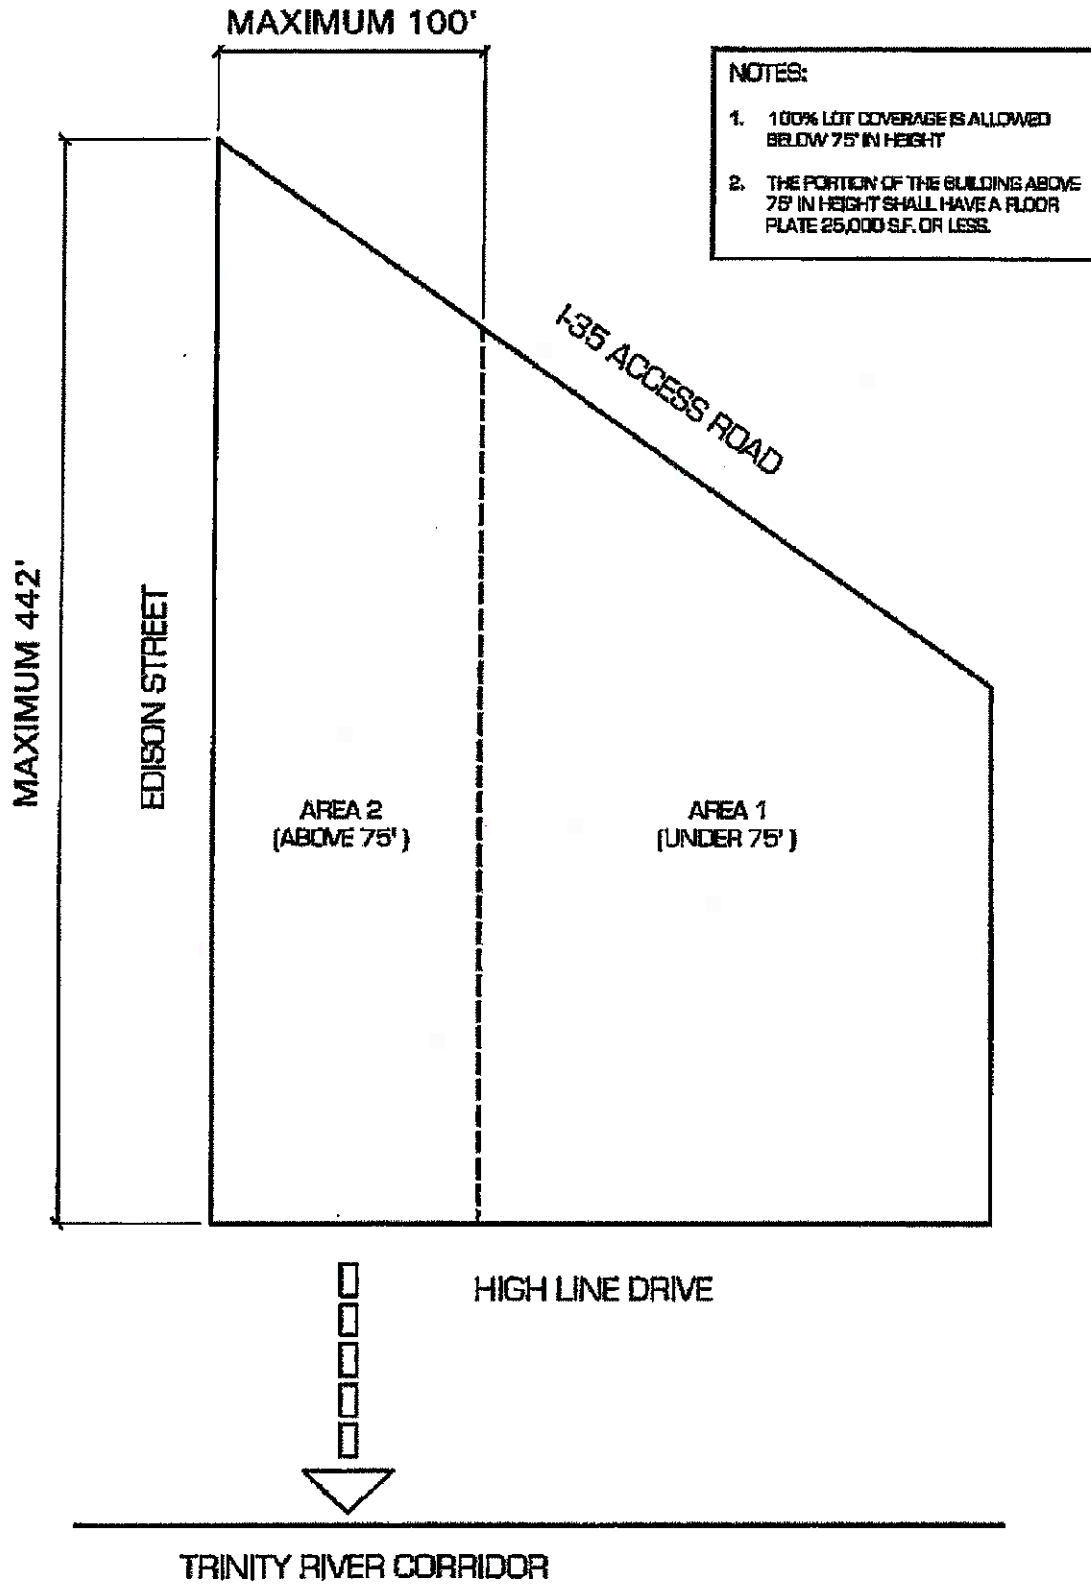 MAXIMUM 100'
NOTES:
1. 100% LOT COVERAGE IS ALLOWED
BELOW 75' IN HEIGHT
2. THE PORTION OF THE BUILDING ABOVE
75' IN HEIGHT SHALL HAVE A FLOOR
PLATE 25,000 S.F. OR LESS.
I-35 ACCESS ROAD
MAXIMUM 442'
EDISON STREET
AREA 2
(ABOVE 75')
AREA 1
(UNDER 75')
HIGH LINE DRIVE
TRINITY RIVER CORRIDOR